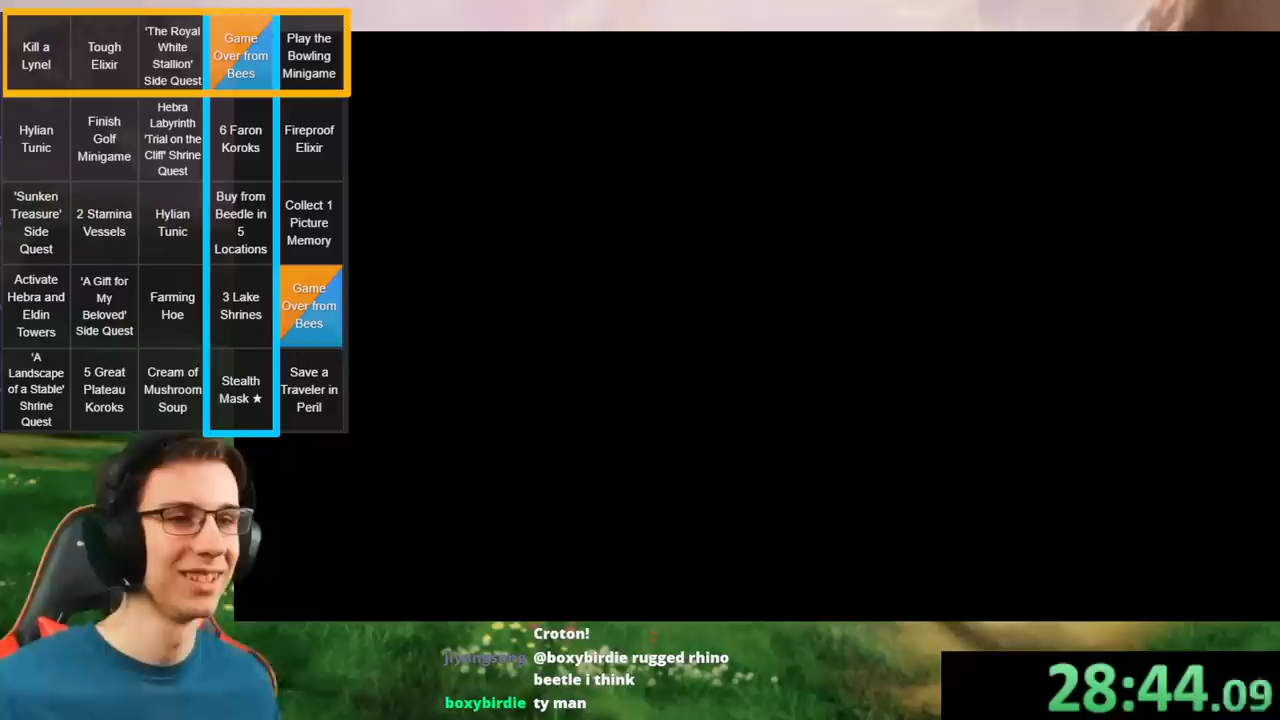 Kill a
Lynel
Tough
Elixir
'The Royal
White
Stallion'
Side Quest
Game
Over from
Bees
Play the
Bowling
Minigame
Hylian
Tunic
Finish
Golf
Minigame
Hebra
Labyrinth
'Trial on the
Cliff' Shrine
Quest
6 Faron
Koroks
Fireproof
Elixir
'Sunken
Treasure'
Side
Quest
2 Stamina
Vessels
Hylian
Tunic
Buy from
Beedle in
5
Locations
Collect 1
Picture
Memory
Activate
Hebra and
Eldin
Towers
'A Gift for
My
Beloved'
Side Quest
Farming
Hoe
3 Lake
Shrines
Game
Over from
Bees
'A
Landscape
of a Stable'
Shrine
Quest
5 Great
Plateau
Koroks
Cream of
Mushroom
Soup
Stealth
Mask ★
Save a
Traveler in
Peril
Croton!
@boxybirdie rugged rhino
beetle i think
boxybirdie ty man
28:44.09